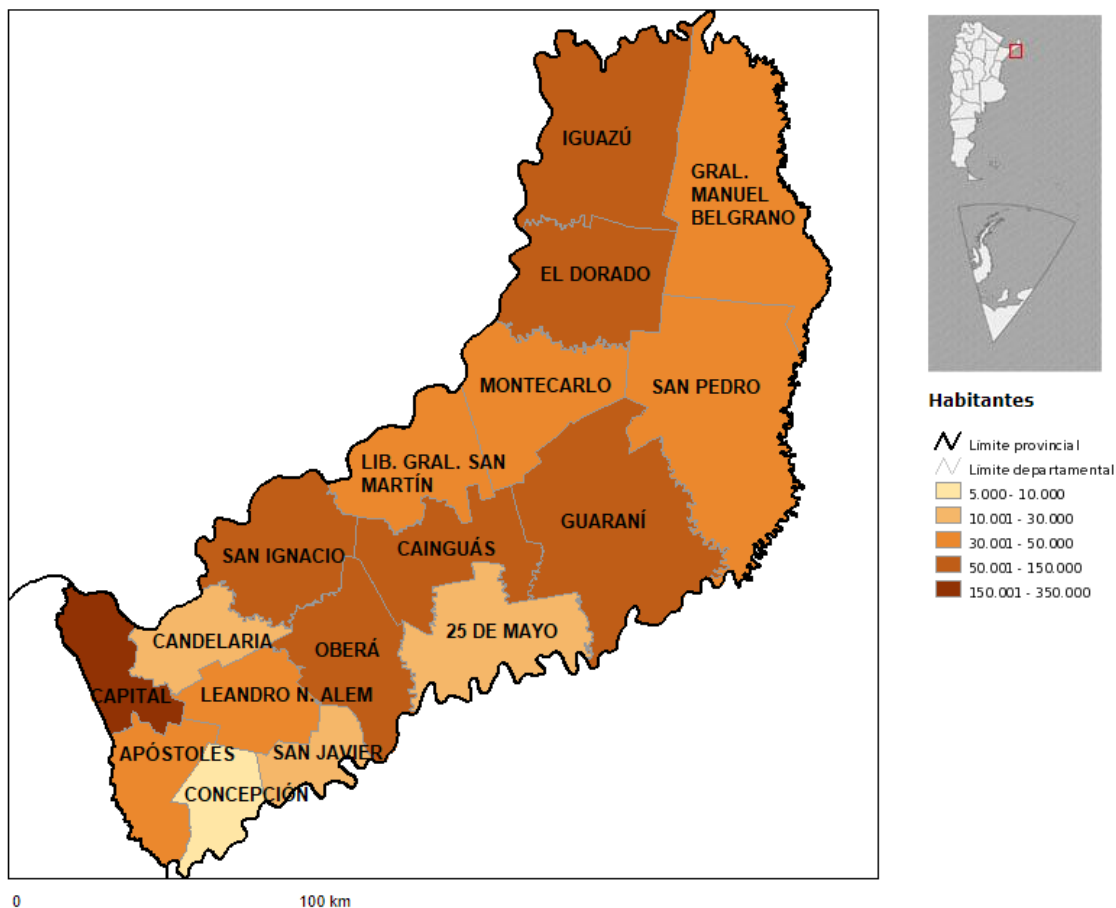 IGUAZÚ
GRAL.
MANUEL
BELGRANO
EL DORADO
MONTECARLO
SAN PEDRO
LIB. GRAL. SAN
MARTÍN
GUARANÍ
SAN IGNACIO
CAINGUÁS
CANDELARIA
OBERÁ
25 DE MAYO
CAPITAL
LEANDRO N. ALEM
APÓSTOLES
SAN JAVIER
CONCEPCIÓN
0 100 km
Habitantes
Límite provincial
Límite departamental
5.000 - 10.000
10.001 - 30.000
30.001 - 50.000
50.001 - 150.000
150.001 - 350.000